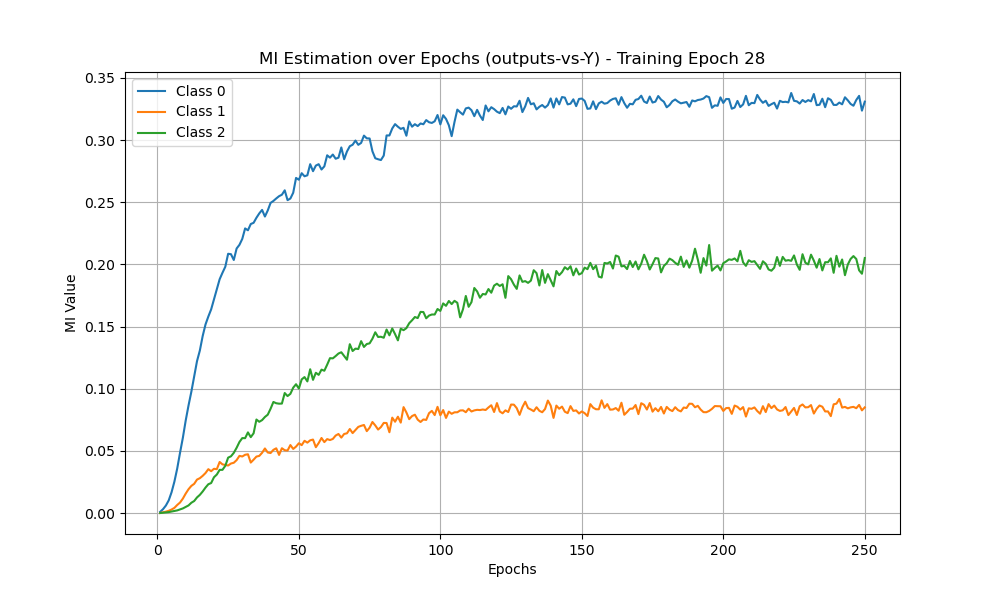 MI Estimation over Epochs (outputs-vs-Y) - Training Epoch 28
Class 0
Class 1
Class 2
MI Value
0.35
0.30
0.25
0.20
0.15
0.10
0.05
0.00
0 50 100 150 200 250
Epochs